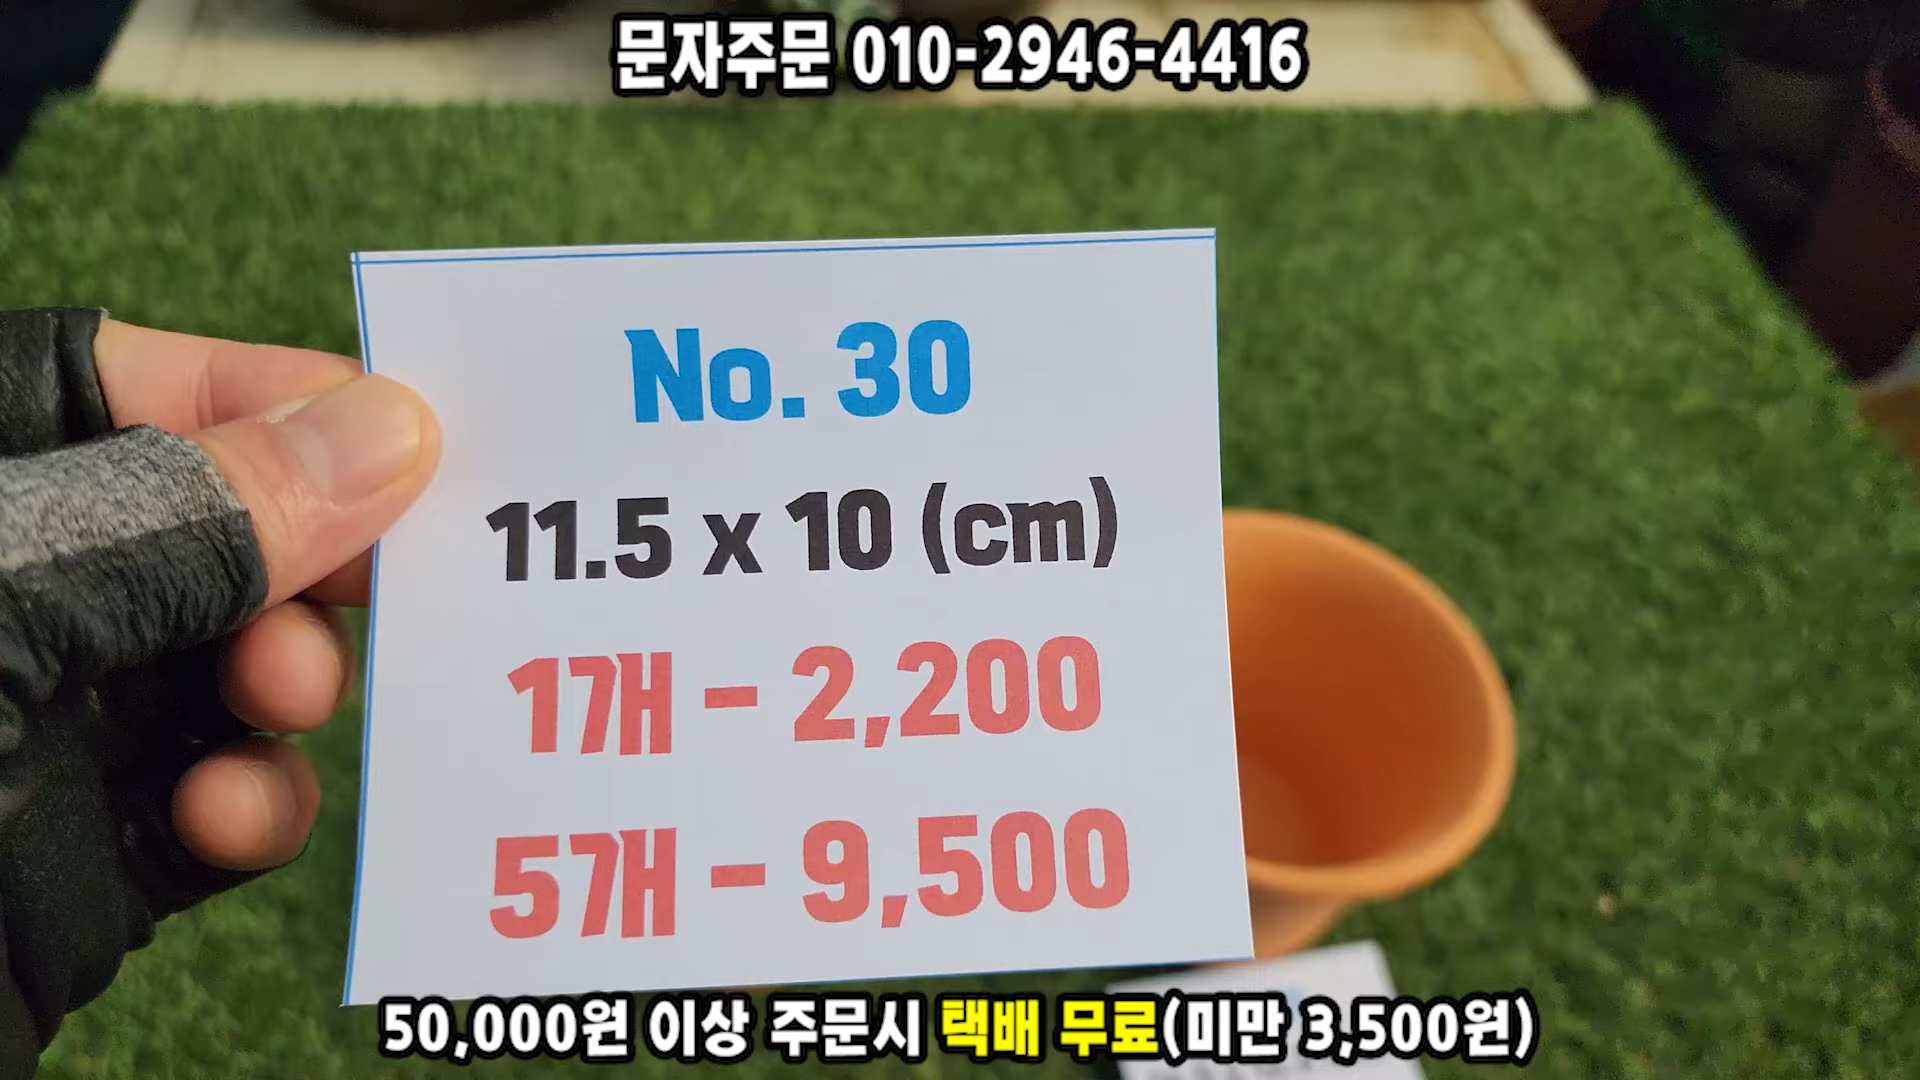 문자주문 010-2946-4416
No. 30
11.5 x 10 (cm)
1개 - 2,200
5개 - 9,500
50,000원 이상 주문시 택배 무료(미만 3,500원)